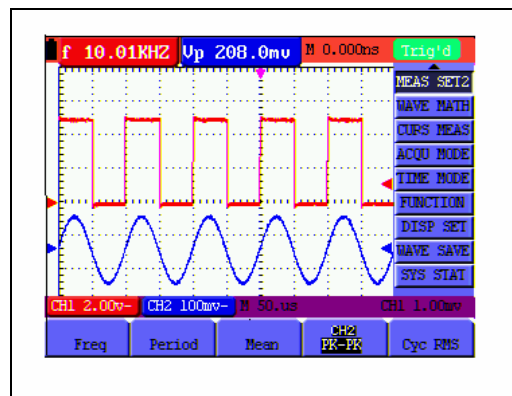 f 10.01KHZ Vp 208.0mv M 0.000ns Trig'd
MEAS SET2
WAVE MATH
CURS MEAS
ACQU MODE
TIME MODE
FUNCTION
DISP SET
WAVE SAVE
SYS STAT
CH1 2.00v- CH2 100mv- M 50.us CH1 1.00mv
Freq Period Mean CH2 PK-PK Cyc RMS